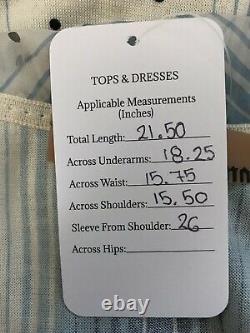 TOPS & DRESSES
Applicable Measurements
(Inches)
Total Length: 21.50
Across Underarms: 18.25
Across Waist: 15.75
Across Shoulders: 15.50
Sleeve From Shoulder: 26
Across Hips: